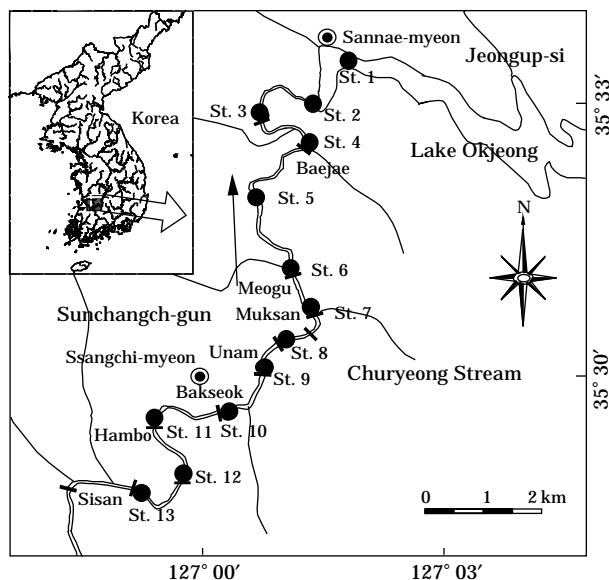 Sannae-myeon
Jeongup-si
St. 1
35° 33′
St. 3
St. 2
Korea
St. 4
Lake Okjeong
Baejae
St. 5
N
St. 6
Meogu
Sunchangch-gun
Muksan
St. 7
St. 8
Ssangchi-myeon
Unam
St. 9
Churyeong Stream
35° 30′
Bakseok
Hambo
St. 11
St. 10
St. 12
Sisan
St. 13
0 1 2 km
127° 00′
127° 03′